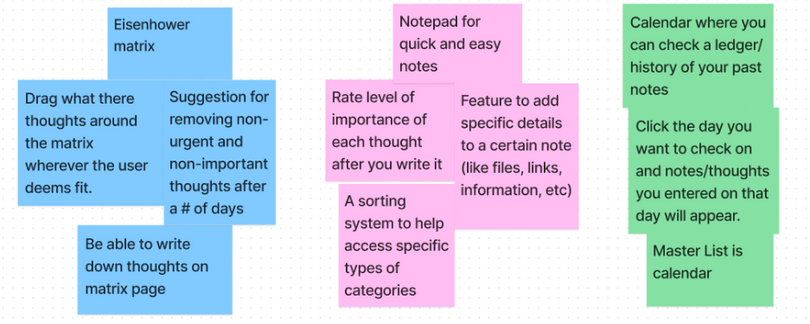 Eisenhower
matrix
Drag what there
thoughts around
the matrix
wherever the user
deems fit.
Suggestion for
removing non-
urgent and
non-important
thoughts after
a # of days
Be able to write
down thoughts on
matrix page
Notepad for
quick and easy
notes
Rate level of
importance of
each thought
after you write it
Feature to add
specific details
to a certain note
(like files, links,
information, etc)
A sorting
system to help
access specific
types of
categories
Calendar where you
can check a ledger/
history of your past
notes
Click the day you
want to check on
and notes/thoughts
you entered on that
day will appear.
Master List is
calendar